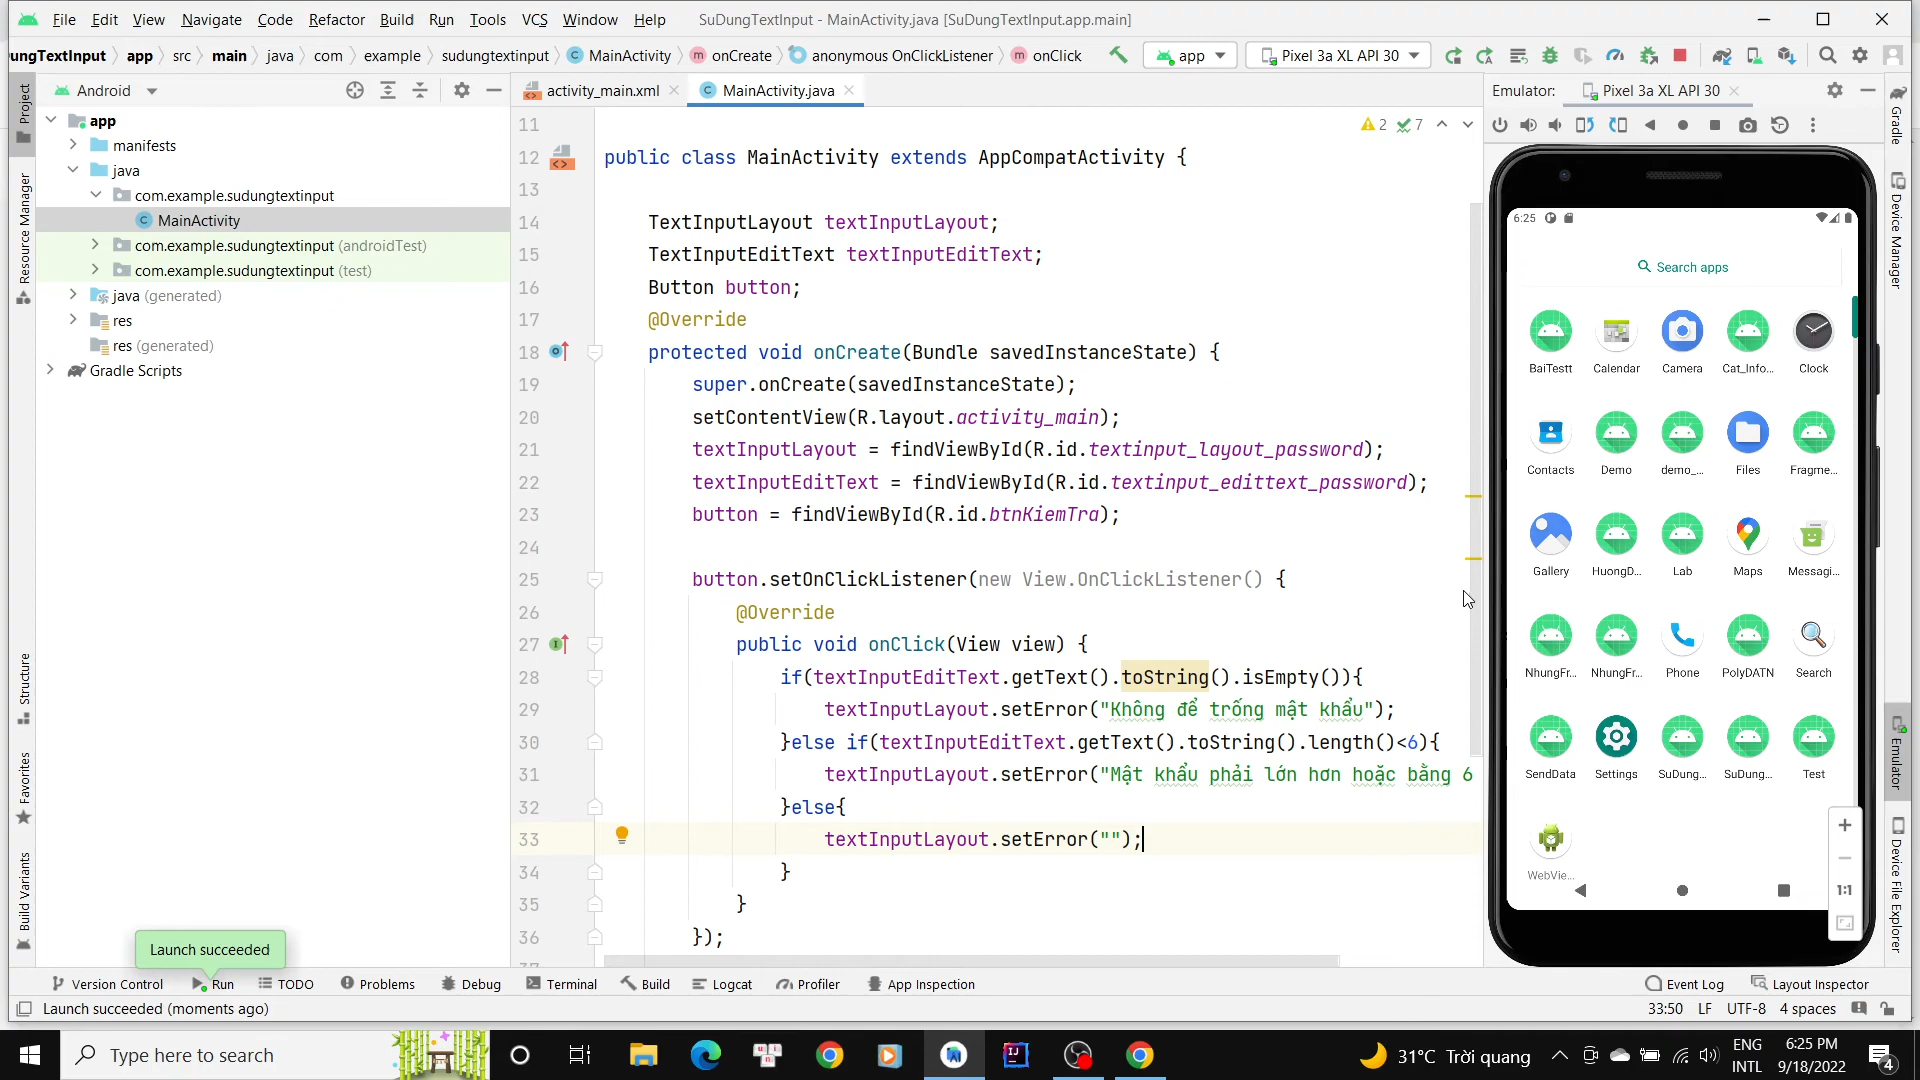 File Edit View Navigate Code Refactor Build Run Tools VCS Window Help SuDungTextInput - MainActivity.java [SuDungTextInput.app.main]
ungTextInput app src main java com example sudungtextinput MainActivity onCreate anonymous OnClickListener onClick app Pixel 3a XL API 30
Android
activity_main.xml MainActivity.java
Emulator: Pixel 3a XL API 30
Project
Resource Manager
Structure
Favorites
Build Variants
app
manifests
java
com.example.sudungtextinput
MainActivity
com.example.sudungtextinput (androidTest)
com.example.sudungtextinput (test)
java (generated)
res
res (generated)
Gradle Scripts
2 7
11
12 public class MainActivity extends AppCompatActivity {
13
14 TextInputLayout textInputLayout;
15 TextInputEditText textInputEditText;
16 Button button;
17 @Override
18 protected void onCreate(Bundle savedInstanceState) {
19 super.onCreate(savedInstanceState);
20 setContentView(R.layout.activity_main);
21 textInputLayout = findViewById(R.id.textinput_layout_password);
22 textInputEditText = findViewById(R.id.textinput_edittext_password);
23 button = findViewById(R.id.btnKiemTra);
24
25 button.setOnClickListener(new View.OnClickListener() {
26 @Override
27 public void onClick(View view) {
28 if(textInputEditText.getText().toString().isEmpty()){
29 textInputLayout.setError("Không để trống mật khẩu");
30 }else if(textInputEditText.getText().toString().length()<6){
31 textInputLayout.setError("Mật khẩu phải lớn hơn hoặc bằng 6
32 }else{
33 textInputLayout.setError("");
34 }
35 }
36 });
6:25
Search apps
BaiTestt Calendar Camera Cat_Info... Clock
Contacts Demo demo_... Files Fragme...
Gallery HuongD... Lab Maps Messagi...
NhungFr... NhungFr... Phone PolyDATN Search
SendData Settings SuDung... SuDung... Test
WebVie...
1:1
Gradle
Device Manager
Emulator
Device File Explorer
Launch succeeded
Version Control Run TODO Problems Debug Terminal Build Logcat Profiler App Inspection Event Log Layout Inspector
Launch succeeded (moments ago) 33:50 LF UTF-8 4 spaces
Type here to search
31°C Trời quang
ENG
INTL
6:25 PM
9/18/2022
4